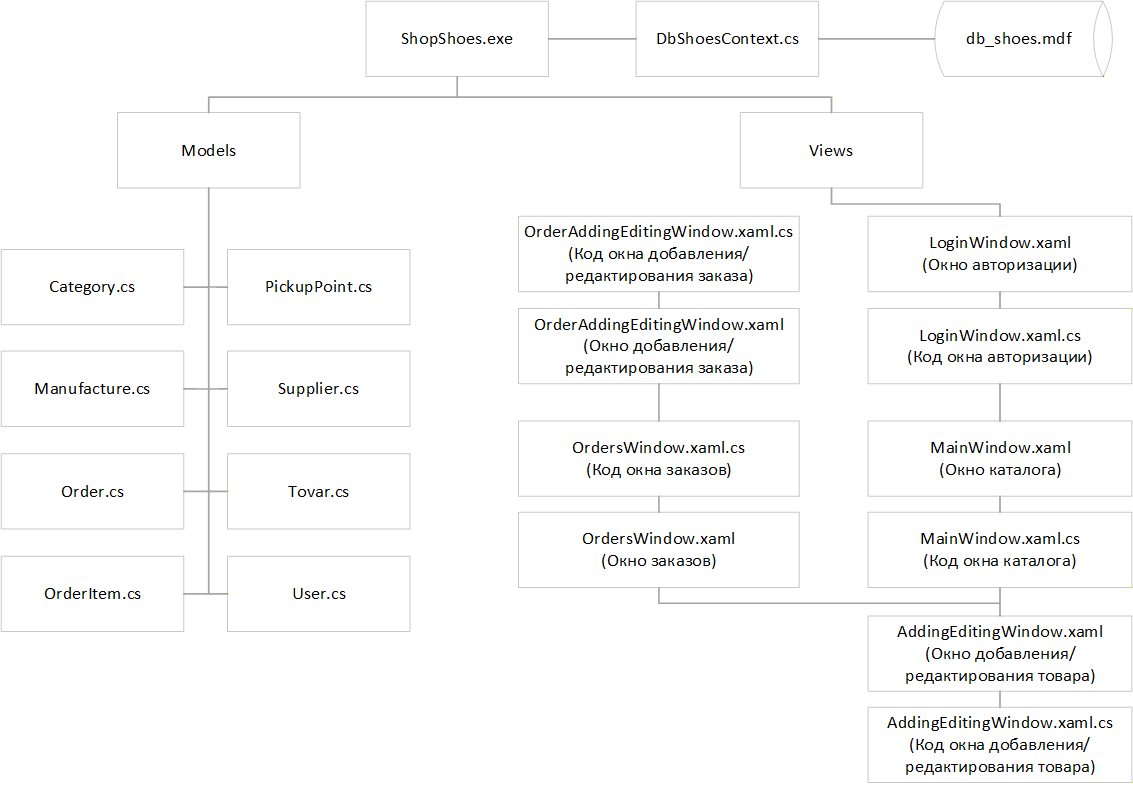 ShopShoes.exe
DbShoesContext.cs
db_shoes.mdf
Models
Views
Category.cs
PickupPoint.cs
Manufacture.cs
Supplier.cs
Order.cs
Tovar.cs
OrderItem.cs
User.cs
OrderAddingEditingWindow.xaml.cs
(Код окна добавления/
редактирования заказа)
OrderAddingEditingWindow.xaml
(Окно добавления/
редактирования заказа)
OrdersWindow.xaml.cs
(Код окна заказов)
OrdersWindow.xaml
(Окно заказов)
LoginWindow.xaml
(Окно авторизации)
LoginWindow.xaml.cs
(Код окна авторизации)
MainWindow.xaml
(Окно каталога)
MainWindow.xaml.cs
(Код окна каталога)
AddingEditingWindow.xaml
(Окно добавления/
редактирования товара)
AddingEditingWindow.xaml.cs
(Код окна добавления/
редактирования товара)